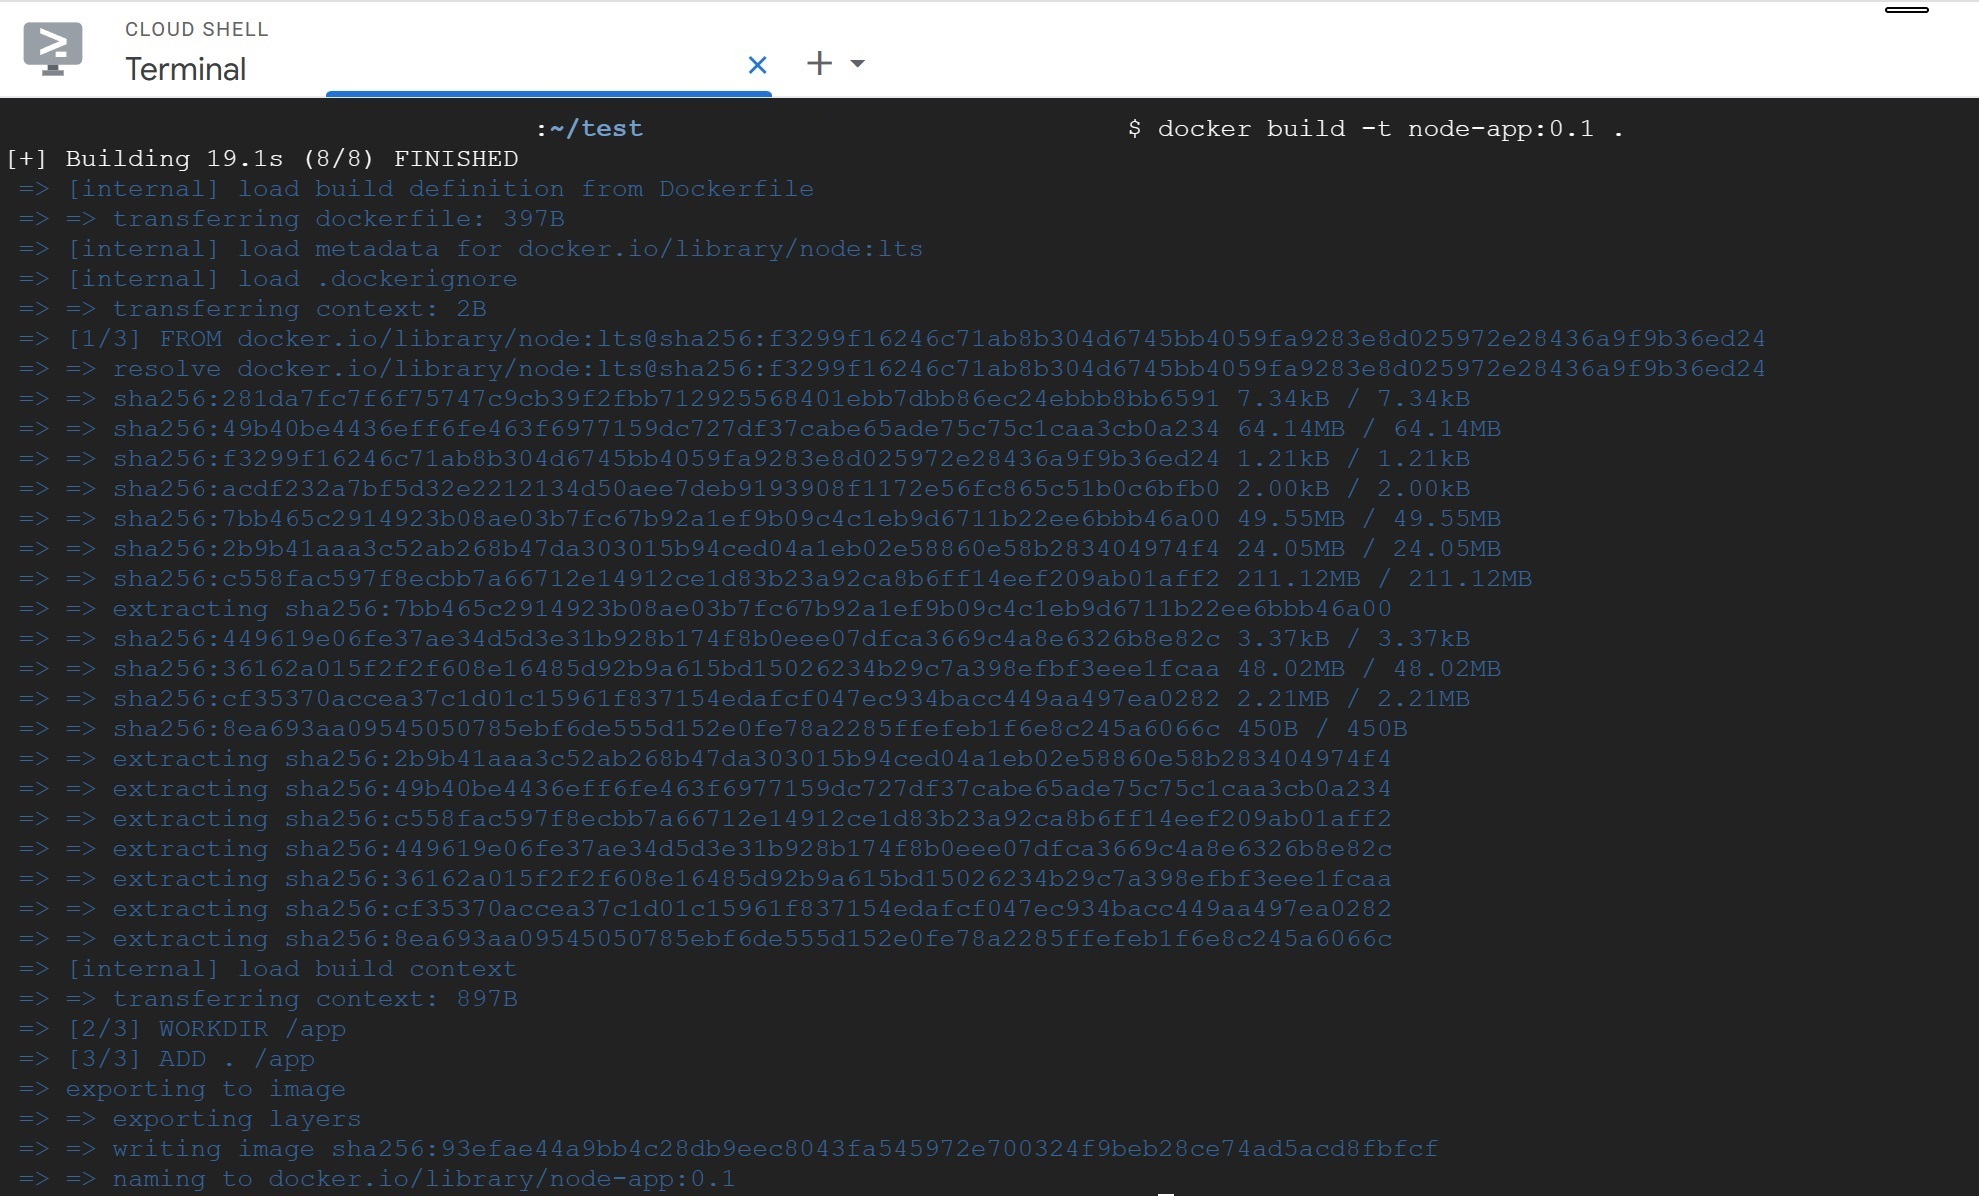 CLOUD SHELL
Terminal
:~/test $ docker build -t node-app:0.1 .
[+] Building 19.1s (8/8) FINISHED
=> [internal] load build definition from Dockerfile
=> => transferring dockerfile: 397B
=> [internal] load metadata for docker.io/library/node:lts
=> [internal] load .dockerignore
=> => transferring context: 2B
=> [1/3] FROM docker.io/library/node:lts@sha256:f3299f16246c71ab8b304d6745bb4059fa9283e8d025972e28436a9f9b36ed24
=> => resolve docker.io/library/node:lts@sha256:f3299f16246c71ab8b304d6745bb4059fa9283e8d025972e28436a9f9b36ed24
=> => sha256:281da7fc7f6f75747c9cb39f2fbb712925568401ebb7dbb86ec24ebbb8bb6591 7.34kB / 7.34kB
=> => sha256:49b40be4436eff6fe463f6977159dc727df37cabe65ade75c75c1caa3cb0a234 64.14MB / 64.14MB
=> => sha256:f3299f16246c71ab8b304d6745bb4059fa9283e8d025972e28436a9f9b36ed24 1.21kB / 1.21kB
=> => sha256:acdf232a7bf5d32e2212134d50aee7deb9193908f1172e56fc865c51b0c6bfb0 2.00kB / 2.00kB
=> => sha256:7bb465c2914923b08ae03b7fc67b92a1ef9b09c4c1eb9d6711b22ee6bbb46a00 49.55MB / 49.55MB
=> => sha256:2b9b41aaa3c52ab268b47da303015b94ced04a1eb02e58860e58b283404974f4 24.05MB / 24.05MB
=> => sha256:c558fac597f8ecbb7a66712e14912ce1d83b23a92ca8b6ff14eef209ab01aff2 211.12MB / 211.12MB
=> => extracting sha256:7bb465c2914923b08ae03b7fc67b92a1ef9b09c4c1eb9d6711b22ee6bbb46a00
=> => sha256:449619e06fe37ae34d5d3e31b928b174f8b0eee07dfca3669c4a8e6326b8e82c 3.37kB / 3.37kB
=> => sha256:36162a015f2f2f608e16485d92b9a615bd15026234b29c7a398efbf3eee1fcaa 48.02MB / 48.02MB
=> => sha256:cf35370accea37c1d01c15961f837154edafcf047ec934bacc449aa497ea0282 2.21MB / 2.21MB
=> => sha256:8ea693aa09545050785ebf6de555d152e0fe78a2285ffefeb1f6e8c245a6066c 450B / 450B
=> => extracting sha256:2b9b41aaa3c52ab268b47da303015b94ced04a1eb02e58860e58b283404974f4
=> => extracting sha256:49b40be4436eff6fe463f6977159dc727df37cabe65ade75c75c1caa3cb0a234
=> => extracting sha256:c558fac597f8ecbb7a66712e14912ce1d83b23a92ca8b6ff14eef209ab01aff2
=> => extracting sha256:449619e06fe37ae34d5d3e31b928b174f8b0eee07dfca3669c4a8e6326b8e82c
=> => extracting sha256:36162a015f2f2f608e16485d92b9a615bd15026234b29c7a398efbf3eee1fcaa
=> => extracting sha256:cf35370accea37c1d01c15961f837154edafcf047ec934bacc449aa497ea0282
=> => extracting sha256:8ea693aa09545050785ebf6de555d152e0fe78a2285ffefeb1f6e8c245a6066c
=> [internal] load build context
=> => transferring context: 897B
=> [2/3] WORKDIR /app
=> [3/3] ADD . /app
=> exporting to image
=> => exporting layers
=> => writing image sha256:93efae44a9bb4c28db9eec8043fa545972e700324f9beb28ce74ad5acd8fbfcf
=> => naming to docker.io/library/node-app:0.1